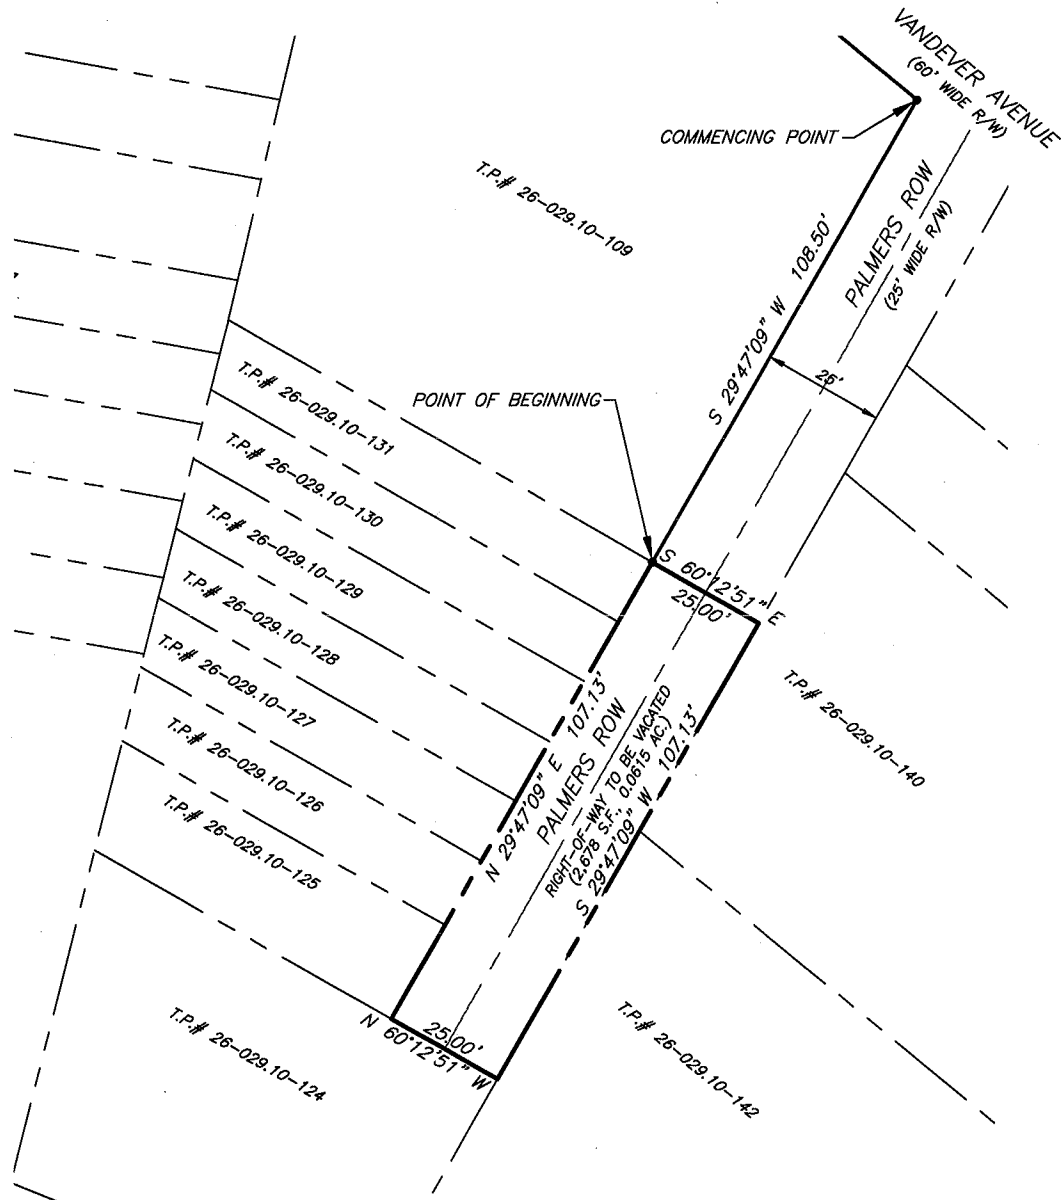 VANDEVER AVENUE
(60' WIDE R/W)
COMMENCING POINT
T.P.# 26-029.10-109
PALMERS ROW
(25' WIDE R/W)
S 29°47'09" W 108.50'
25'
T.P.# 26-029.10-131
POINT OF BEGINNING
T.P.# 26-029.10-130
T.P.# 26-029.10-129
S 60°12'51" E
25.00'
T.P.# 26-029.10-128
T.P.# 26-029.10-127
T.P.# 26-029.10-126
T.P.# 26-029.10-125
N 29°47'09" E 107.13'
PALMERS ROW
RIGHT-OF-WAY TO BE VACATED
(2,678 S.F., 0.0615 AC.)
S 29°47'09" W 107.13'
T.P.# 26-029.10-140
25.00'
N 60°12'51" W
T.P.# 26-029.10-124
T.P.# 26-029.10-142